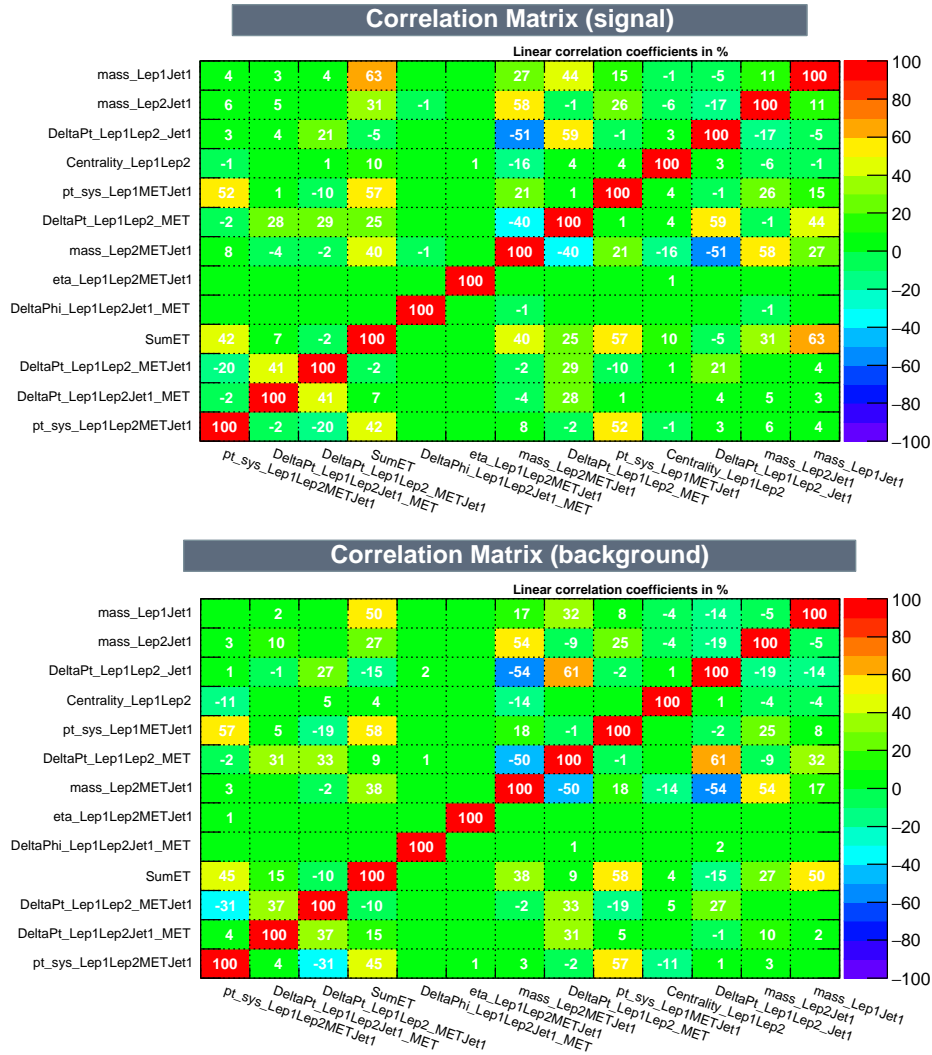 Correlation Matrix (signal)
Linear correlation coefficients in %
mass_Lep1Jet1 4 3 4 63 27 44 15 -1 -5 11 100
mass_Lep2Jet1 6 5 31 -1 58 -1 26 -6 -17 100 11
DeltaPt_Lep1Lep2_Jet1 3 4 21 -5 -51 59 -1 3 100 -17 -5
Centrality_Lep1Lep2 -1 1 10 1 -16 4 4 100 3 -6 -1
pt_sys_Lep1METJet1 52 1 -10 57 21 1 100 4 -1 26 15
DeltaPt_Lep1Lep2_MET -2 28 29 25 -40 100 1 4 59 -1 44
mass_Lep2METJet1 8 -4 -2 40 -1 100 -40 21 -16 -51 58 27
eta_Lep1Lep2METJet1 100 1
DeltaPhi_Lep1Lep2Jet1_MET 100 -1 -1
SumET 42 7 -2 100 40 25 57 10 -5 31 63
DeltaPt_Lep1Lep2_METJet1 -20 41 100 -2 -2 29 -10 1 21 4
DeltaPt_Lep1Lep2Jet1_MET -2 100 41 7 -4 28 1 4 5 3
pt_sys_Lep1Lep2METJet1 100 -2 -20 42 8 -2 52 -1 3 6 4
100
80
60
40
20
0
−20
−40
−60
−80
−100
pt_sys_Lep1Lep2METJet1
DeltaPt_Lep1Lep2Jet1_MET
DeltaPt_Lep1Lep2_METJet1
SumET
DeltaPhi_Lep1Lep2Jet1_MET
eta_Lep1Lep2METJet1
mass_Lep2METJet1
DeltaPt_Lep1Lep2_MET
pt_sys_Lep1METJet1
Centrality_Lep1Lep2
DeltaPt_Lep1Lep2_Jet1
mass_Lep2Jet1
mass_Lep1Jet1
Correlation Matrix (background)
Linear correlation coefficients in %
mass_Lep1Jet1 2 50 17 32 8 -4 -14 -5 100
mass_Lep2Jet1 3 10 27 54 -9 25 -4 -19 100 -5
DeltaPt_Lep1Lep2_Jet1 1 -1 27 -15 2 -54 61 -2 1 100 -19 -14
Centrality_Lep1Lep2 -11 5 4 -14 100 1 -4 -4
pt_sys_Lep1METJet1 57 5 -19 58 18 -1 100 -2 25 8
DeltaPt_Lep1Lep2_MET -2 31 33 9 1 -50 100 -1 61 -9 32
mass_Lep2METJet1 3 -2 38 100 -50 18 -14 -54 54 17
eta_Lep1Lep2METJet1 1 100
DeltaPhi_Lep1Lep2Jet1_MET 100 1 2
SumET 45 15 -10 100 38 9 58 4 -15 27 50
DeltaPt_Lep1Lep2_METJet1 -31 37 100 -10 -2 33 -19 5 27
DeltaPt_Lep1Lep2Jet1_MET 4 100 37 15 31 5 -1 10 2
pt_sys_Lep1Lep2METJet1 100 4 -31 45 1 3 -2 57 -11 1 3
100
80
60
40
20
0
−20
−40
−60
−80
−100
pt_sys_Lep1Lep2METJet1
DeltaPt_Lep1Lep2Jet1_MET
DeltaPt_Lep1Lep2_METJet1
SumET
DeltaPhi_Lep1Lep2Jet1_MET
eta_Lep1Lep2METJet1
mass_Lep2METJet1
DeltaPt_Lep1Lep2_MET
pt_sys_Lep1METJet1
Centrality_Lep1Lep2
DeltaPt_Lep1Lep2_Jet1
mass_Lep2Jet1
mass_Lep1Jet1